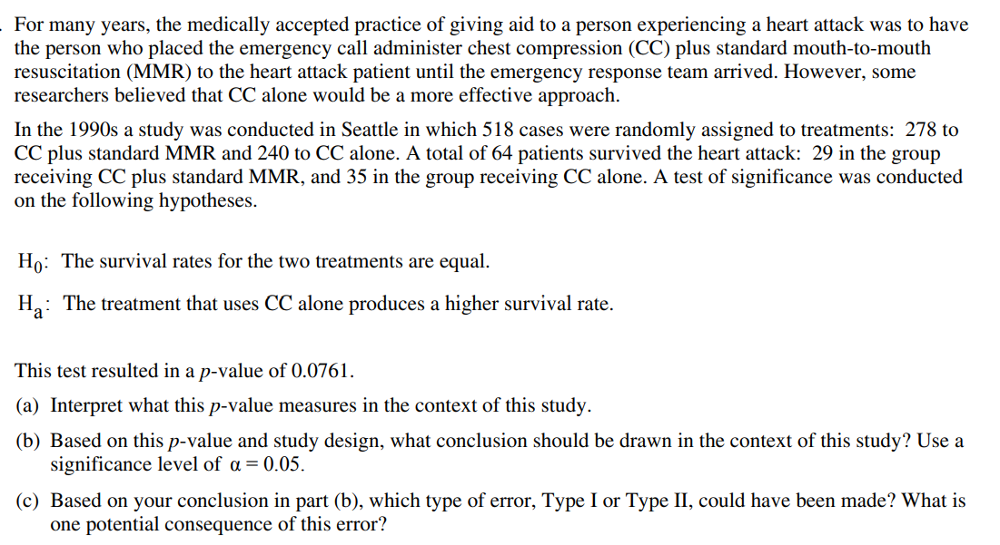 For many years, the medically accepted practice of giving aid to a person experiencing a heart attack was to have
the person who placed the emergency call administer chest compression (CC) plus standard mouth-to-mouth
resuscitation (MMR) to the heart attack patient until the emergency response team arrived. However, some
researchers believed that CC alone would be a more effective approach.
In the 1990s a study was conducted in Seattle in which 518 cases were randomly assigned to treatments: 278 to
CC plus standard MMR and 240 to CC alone. A total of 64 patients survived the heart attack: 29 in the group
receiving CC plus standard MMR, and 35 in the group receiving CC alone. A test of significance was conducted
on the following hypotheses.
H₀: The survival rates for the two treatments are equal.
Hₐ: The treatment that uses CC alone produces a higher survival rate.
This test resulted in a p-value of 0.0761.
(a) Interpret what this p-value measures in the context of this study.
(b) Based on this p-value and study design, what conclusion should be drawn in the context of this study? Use a
significance level of α = 0.05.
(c) Based on your conclusion in part (b), which type of error, Type I or Type II, could have been made? What is
one potential consequence of this error?